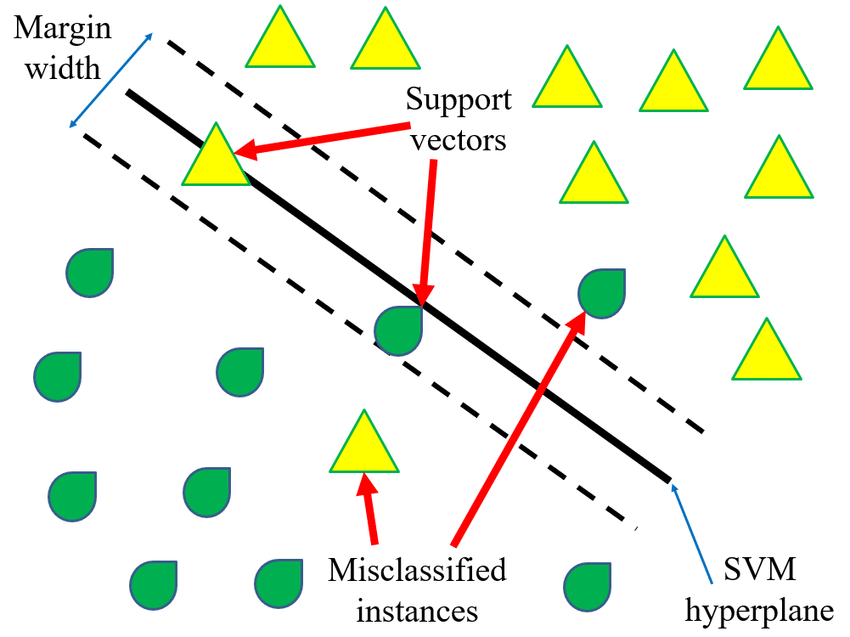 Margin
width
Support
vectors
Misclassified
instances
SVM
hyperplane